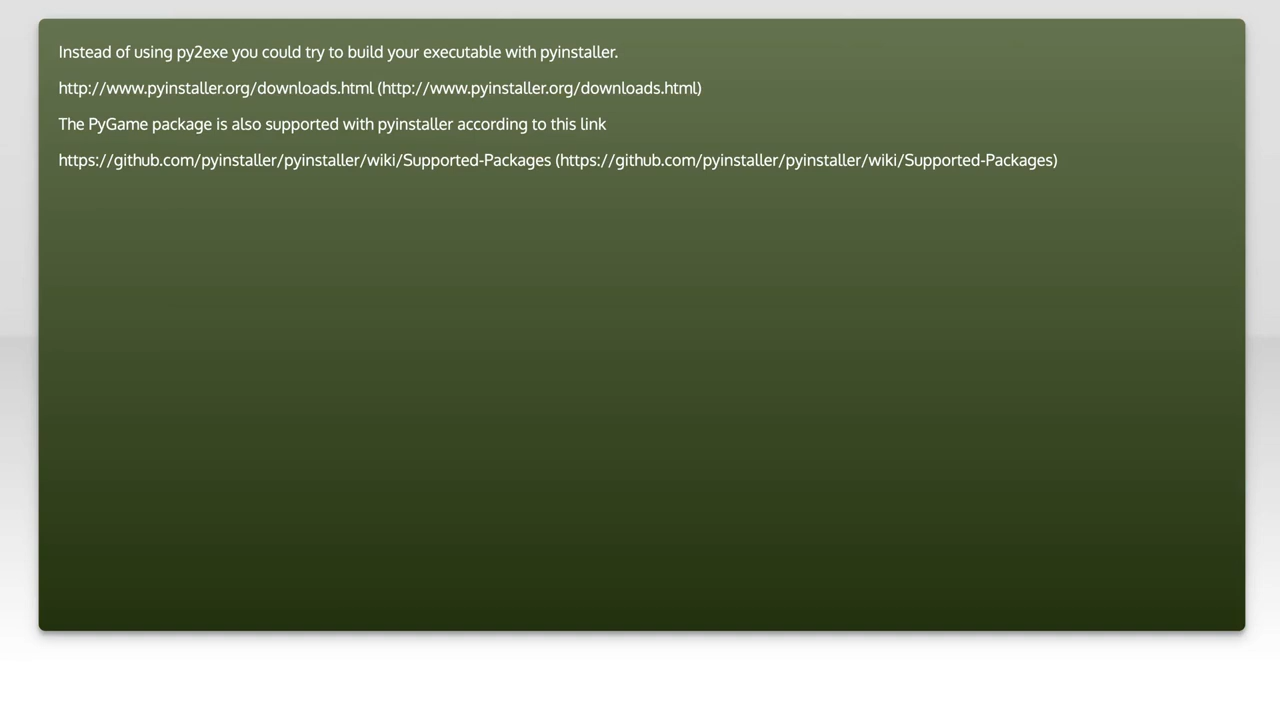 Instead of using py2exe you could try to build your executable with pyinstaller.
http://www.pyinstaller.org/downloads.html (http://www.pyinstaller.org/downloads.html)
The PyGame package is also supported with pyinstaller according to this link
https://github.com/pyinstaller/pyinstaller/wiki/Supported-Packages (https://github.com/pyinstaller/pyinstaller/wiki/Supported-Packages)